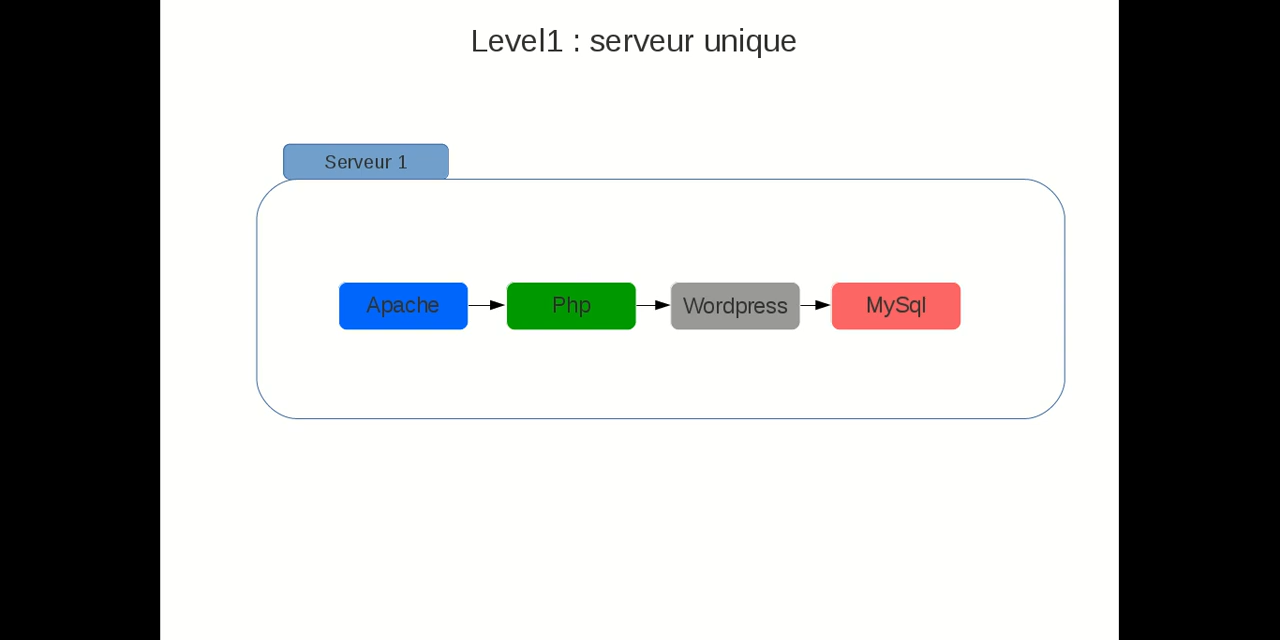 Level1 : serveur unique
Serveur 1
Apache
Php
Wordpress
MySql